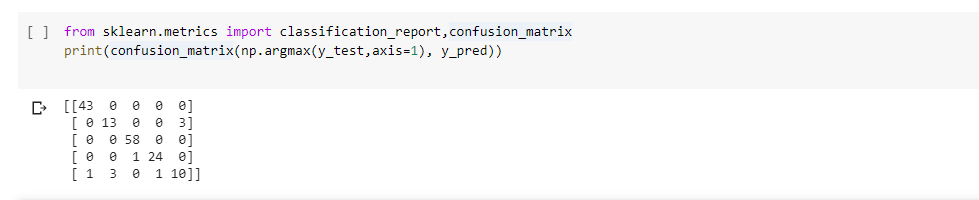 [ ] from sklearn.metrics import classification_report,confusion_matrix
print(confusion_matrix(np.argmax(y_test,axis=1), y_pred))
[[43 0 0 0 0]
[ 0 13 0 0 3]
[ 0 0 58 0 0]
[ 0 0 1 24 0]
[ 1 3 0 1 10]]